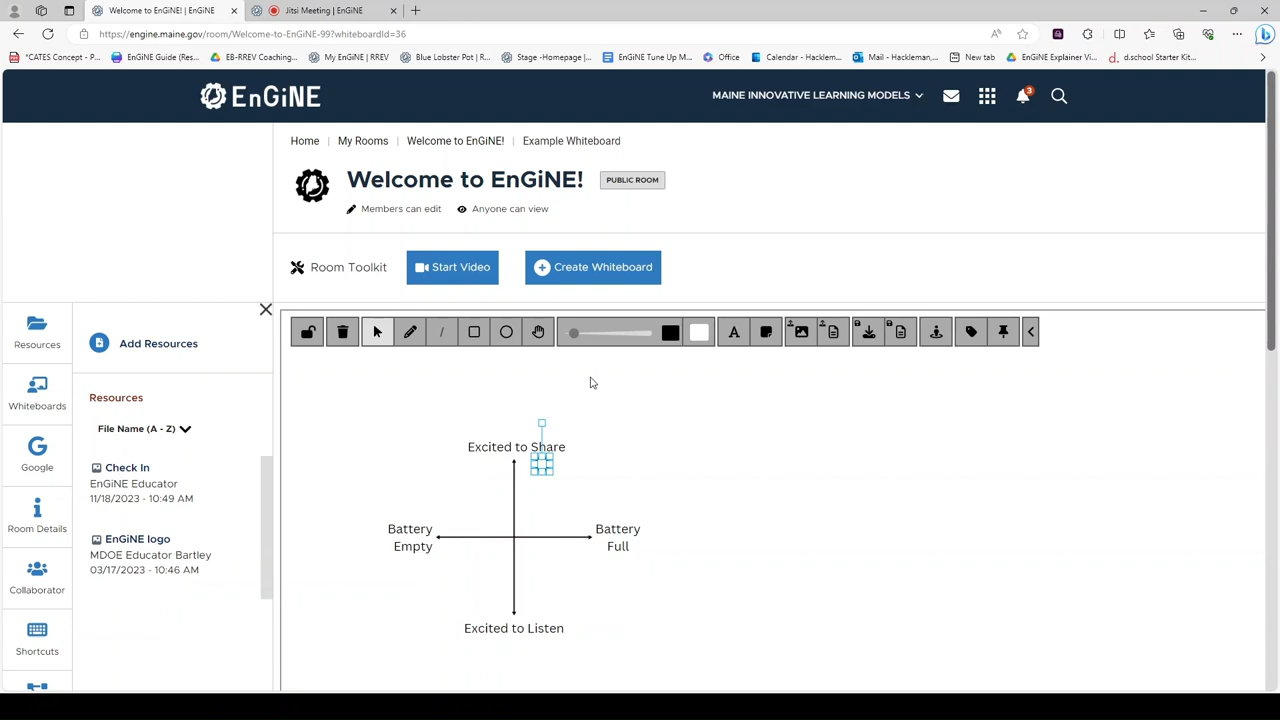 Welcome to EnGiNE! | EnGiNE
Jitsi Meeting | EnGiNE
https://engine.maine.gov/room/Welcome-to-EnGiNE-99?whiteboardId=36
*CATES Concept - P...
EnGiNE Guide (Res...
EB-RREV Coaching...
My EnGiNE | RREV
Blue Lobster Pot | R...
Stage -Homepage |...
EnGiNE Tune Up M...
Office
Calendar - Hacklem...
Mail - Hackleman,...
New tab
EnGiNE Explainer Vi...
d.school Starter Kit...
EnGiNE
MAINE INNOVATIVE LEARNING MODELS
3
Home | My Rooms | Welcome to EnGiNE! | Example Whiteboard
Welcome to EnGiNE!
PUBLIC ROOM
Members can edit
Anyone can view
Room Toolkit
Start Video
Create Whiteboard
Resources
Whiteboards
Google
Room Details
Collaborator
Shortcuts
Add Resources
Resources
File Name (A - Z)
Check In
EnGiNE Educator
11/18/2023 - 10:49 AM
EnGiNE logo
MDOE Educator Bartley
03/17/2023 - 10:46 AM
A
Excited to Share
Battery
Empty
Battery
Full
Excited to Listen